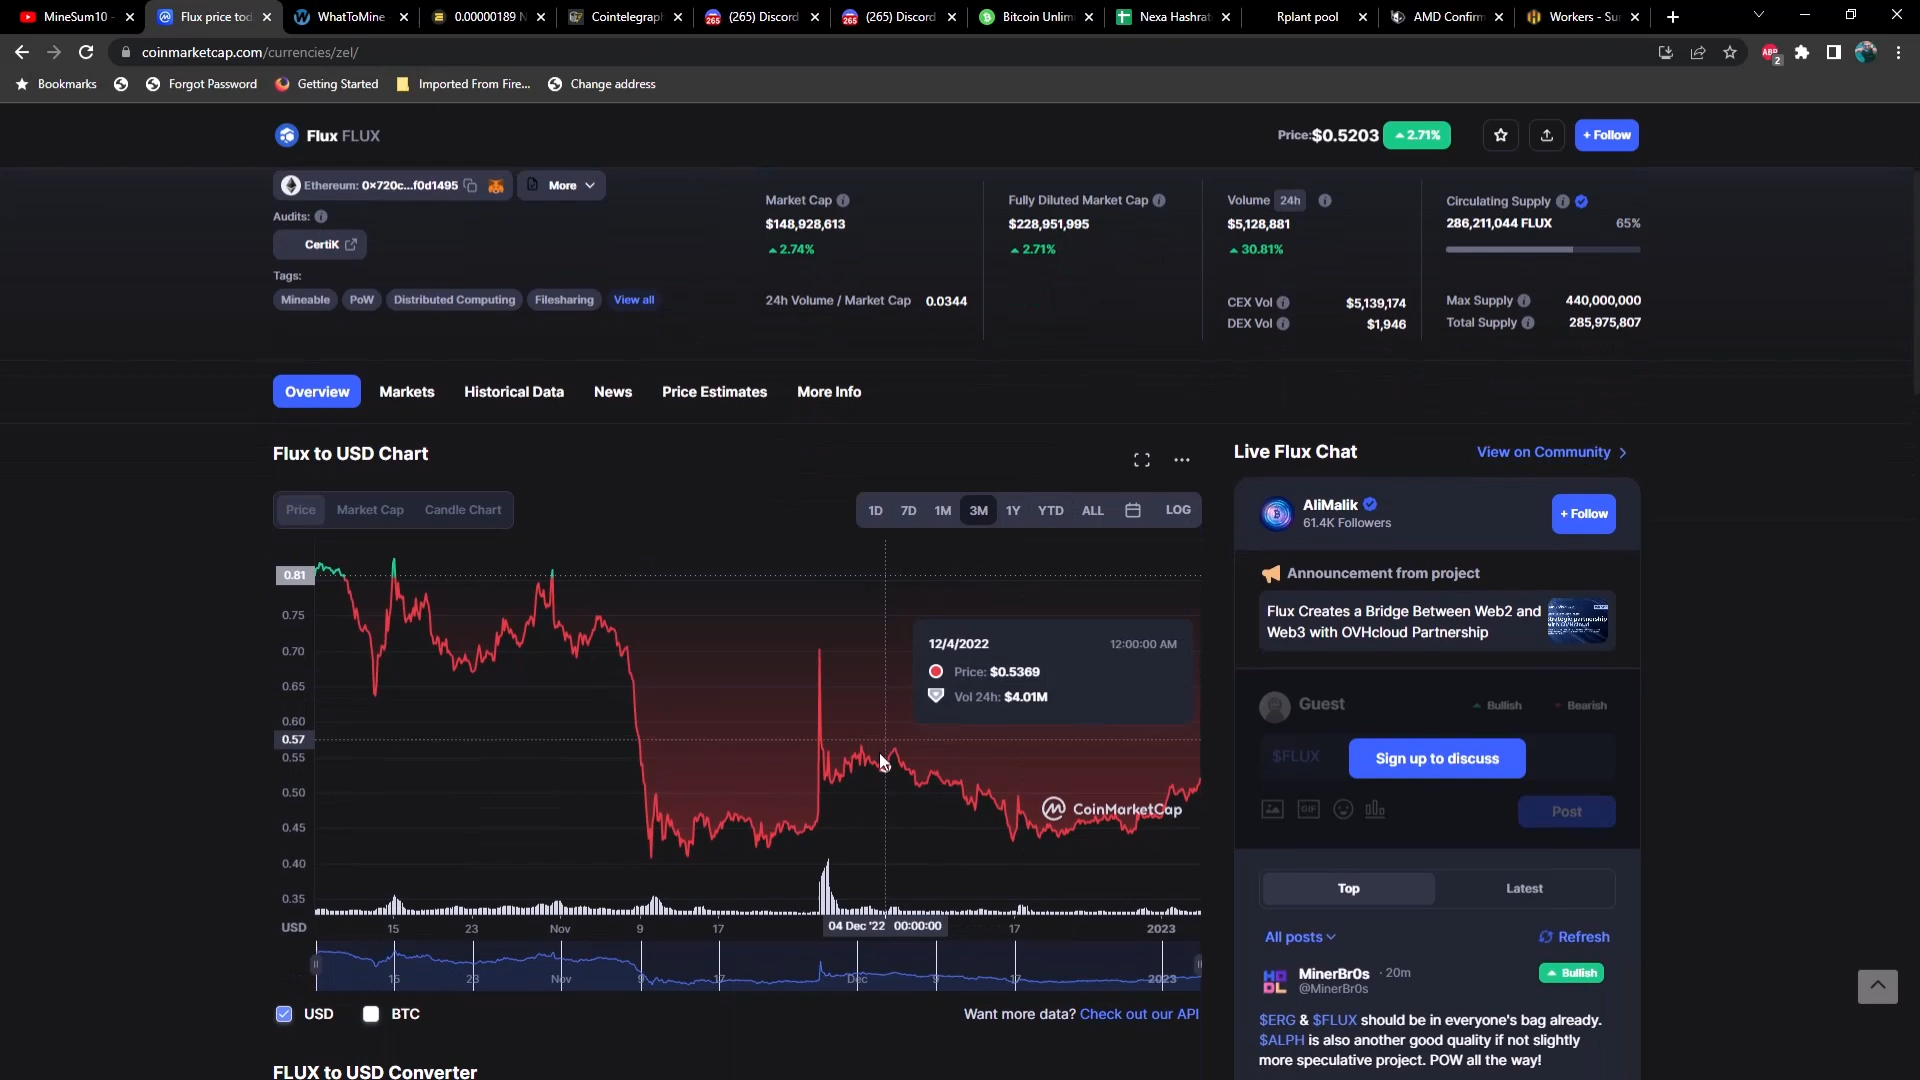 MineSum10 -
Flux price tod
WhatToMine -
0.00000189 N
Cointelegraph
(265) Discord
(265) Discord
Bitcoin Unlim
Nexa Hashrat
Rplant pool
AMD Confirm
Workers - Su
coinmarketcap.com/currencies/zel/
ABP
2
Bookmarks
Forgot Password
Getting Started
Imported From Fire...
Change address
Flux FLUX
Price:$0.5203
2.71%
+ Follow
Ethereum: 0x720c...f0d1495
More
Audits:
CertiK
Tags:
Mineable
PoW
Distributed Computing
Filesharing
View all
Market Cap
$148,928,613
2.74%
24h Volume / Market Cap 0.0344
Fully Diluted Market Cap
$228,951,995
2.71%
Volume 24h
$5,128,881
30.81%
CEX Vol $5,139,174
DEX Vol $1,946
Circulating Supply
286,211,044 FLUX 65%
Max Supply 440,000,000
Total Supply 285,975,807
Overview
Markets
Historical Data
News
Price Estimates
More Info
Flux to USD Chart
Price
Market Cap
Candle Chart
1D
7D
1M
3M
1Y
YTD
ALL
LOG
0.81
0.75
0.70
0.65
0.60
0.57
0.55
0.50
0.45
0.40
0.35
USD
12/4/2022 12:00:00 AM
Price: $0.5369
Vol 24h: $4.01M
CoinMarketCap
15
23
Nov
9
17
04 Dec '22 00:00:00
17
2023
15
23
Nov
9
17
Dec
9
17
2023
USD
BTC
Want more data? Check out our API
FLUX to USD Converter
Live Flux Chat
View on Community
AliMalik
61.4K Followers
+ Follow
Announcement from project
Flux Creates a Bridge Between Web2 and
Web3 with OVHcloud Partnership
Guest
Bullish
Bearish
$FLUX
Sign up to discuss
GIF
Post
Top
Latest
All posts
Refresh
MinerBr0s · 20m
@MinerBr0s
Bullish
$ERG & $FLUX should be in everyone's bag already.
$ALPH is also another good quality if not slightly
more speculative project. POW all the way!